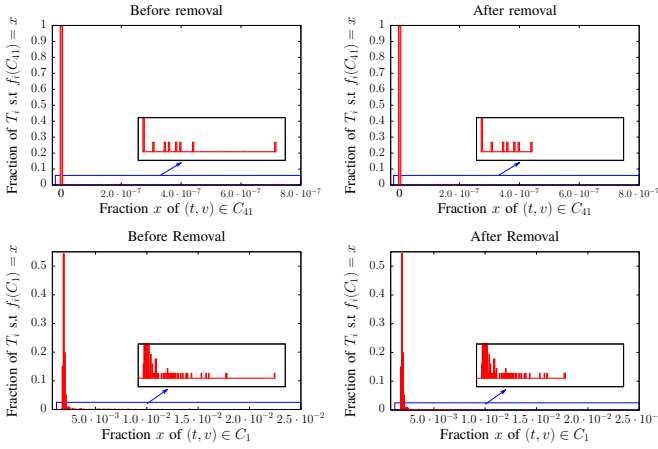 Before removal
Fraction of T_i s.t f_i(C_41) = x
1
0.9
0.8
0.7
0.6
0.5
0.4
0.3
0.2
0.1
0
0 2.0·10^−7 4.0·10^−7 6.0·10^−7 8.0·10^−7
Fraction x of (t, v) ∈ C_41
After removal
Fraction of T_i s.t f_i(C_41) = x
1
0.9
0.8
0.7
0.6
0.5
0.4
0.3
0.2
0.1
0
0 2.0·10^−7 4.0·10^−7 6.0·10^−7 8.0·10^−7
Fraction x of (t, v) ∈ C_41
Before Removal
Fraction of T_i s.t f_i(C_1) = x
0.5
0.4
0.3
0.2
0.1
0
5.0·10^−3 1.0·10^−2 1.5·10^−2 2.0·10^−2 2.5·10^−2
Fraction x of (t, v) ∈ C_1
After Removal
Fraction of T_i s.t f_i(C_1) = x
0.5
0.4
0.3
0.2
0.1
0
5.0·10^−3 1.0·10^−2 1.5·10^−2 2.0·10^−2 2.5·10
Fraction x of (t, v) ∈ C_1